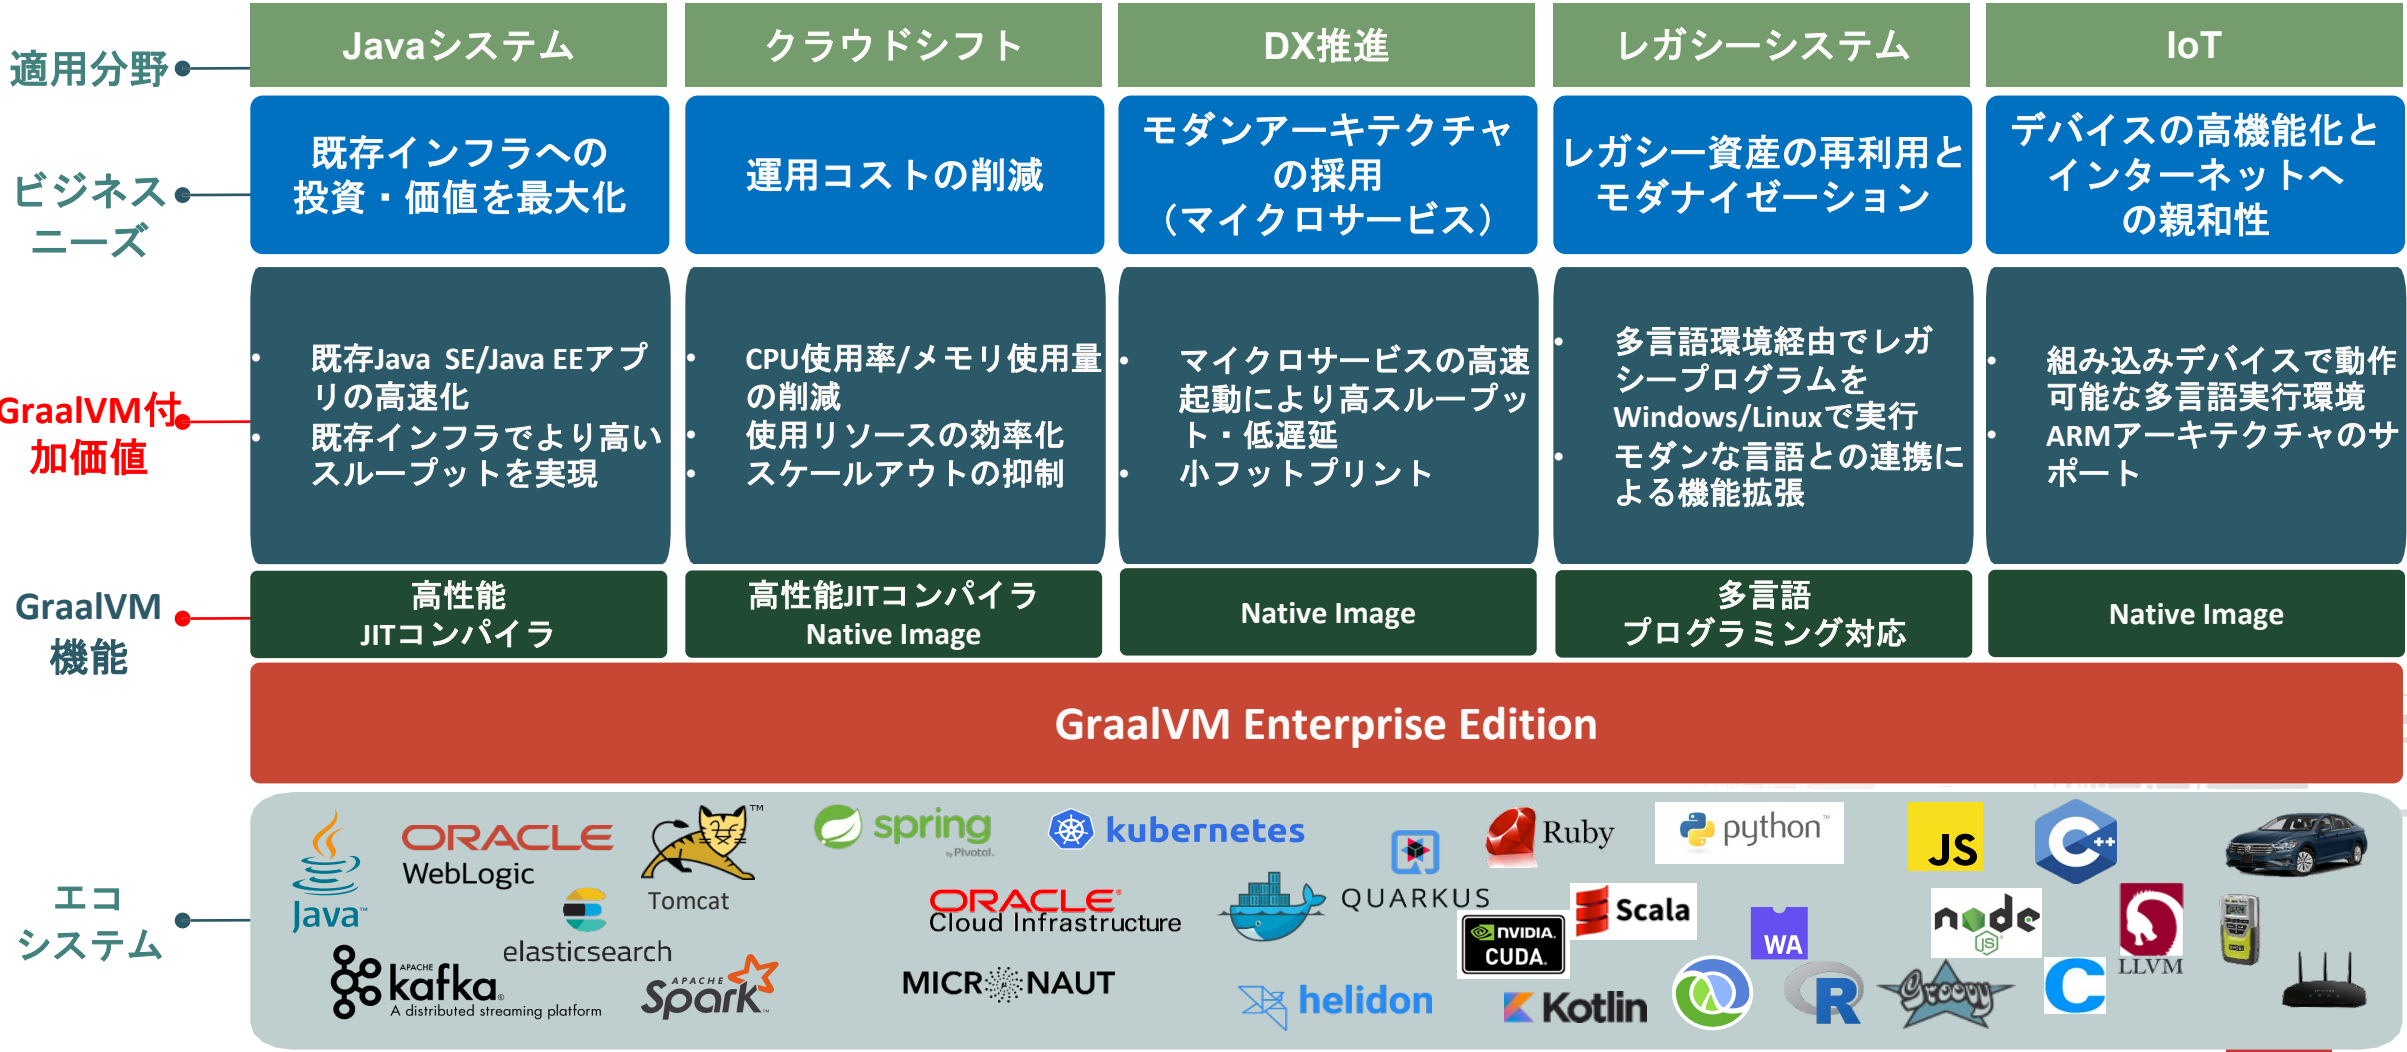 適用分野
Javaシステム
クラウドシフト
DX推進
レガシーシステム
IoT
ビジネス
ニーズ
既存インフラへの
投資・価値を最大化
運用コストの削減
モダンアーキテクチャ
の採用
（マイクロサービス）
レガシー資産の再利用と
モダナイゼーション
デバイスの高機能化と
インターネットへ
の親和性
GraalVM付
加価値
• 既存Java SE/Java EEアプ
リの高速化
• 既存インフラでより高い
スループットを実現
• CPU使用率/メモリ使用量
の削減
• 使用リソースの効率化
• スケールアウトの抑制
• マイクロサービスの高速
起動により高スループッ
ト・低遅延
• 小フットプリント
• 多言語環境経由でレガ
シープログラムを
Windows/Linuxで実行
• モダンな言語との連携に
よる機能拡張
• 組み込みデバイスで動作
可能な多言語実行環境
• ARMアーキテクチャのサ
ポート
GraalVM
機能
高性能
JITコンパイラ
高性能JITコンパイラ
Native Image
Native Image
多言語
プログラミング対応
Native Image
GraalVM Enterprise Edition
エコ
システム
Java™
ORACLE
WebLogic
™
Tomcat
elasticsearch
APACHE
kafka®
A distributed streaming platform
APACHE
Spark™
spring
by Pivotal.
kubernetes
ORACLE®
Cloud Infrastructure
MICRONAUT
QUARKUS
helidon
Ruby
python™
JS
C++
NVIDIA.
CUDA.
Scala
WA
node
JS
LLVM
Kotlin
R
Groovy
C